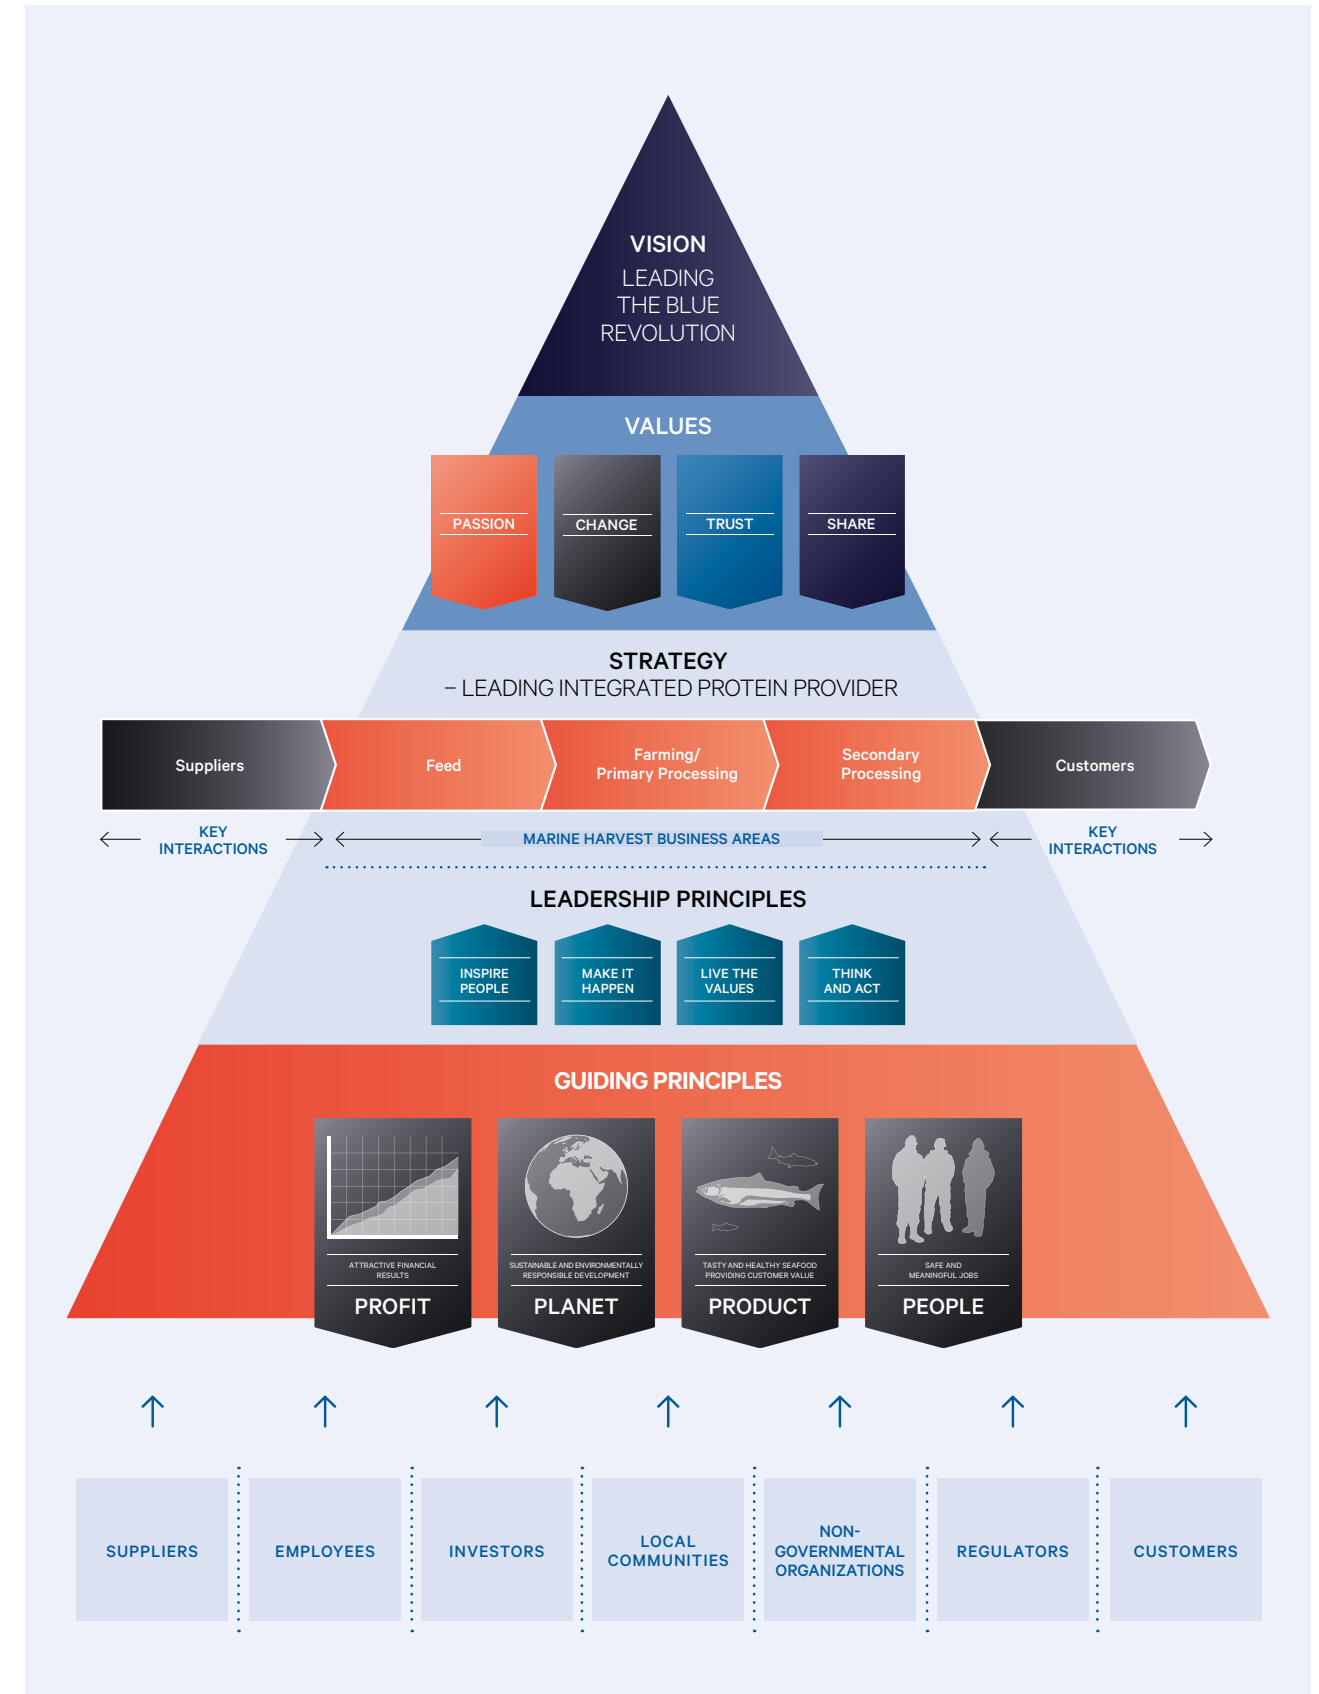 VISION
LEADING
THE BLUE
REVOLUTION
VALUES
PASSION
CHANGE
TRUST
SHARE
STRATEGY
– LEADING INTEGRATED PROTEIN PROVIDER
Suppliers
Feed
Farming/
Primary Processing
Secondary
Processing
Customers
KEY
INTERACTIONS
MARINE HARVEST BUSINESS AREAS
KEY
INTERACTIONS
LEADERSHIP PRINCIPLES
INSPIRE
PEOPLE
MAKE IT
HAPPEN
LIVE THE
VALUES
THINK
AND ACT
GUIDING PRINCIPLES
ATTRACTIVE FINANCIAL
RESULTS
PROFIT
SUSTAINABLE AND ENVIRONMENTALLY
RESPONSIBLE DEVELOPMENT
PLANET
TASTY AND HEALTHY SEAFOOD
PROVIDING CUSTOMER VALUE
PRODUCT
SAFE AND
MEANINGFUL JOBS
PEOPLE
SUPPLIERS
EMPLOYEES
INVESTORS
LOCAL
COMMUNITIES
NON-
GOVERNMENTAL
ORGANIZATIONS
REGULATORS
CUSTOMERS